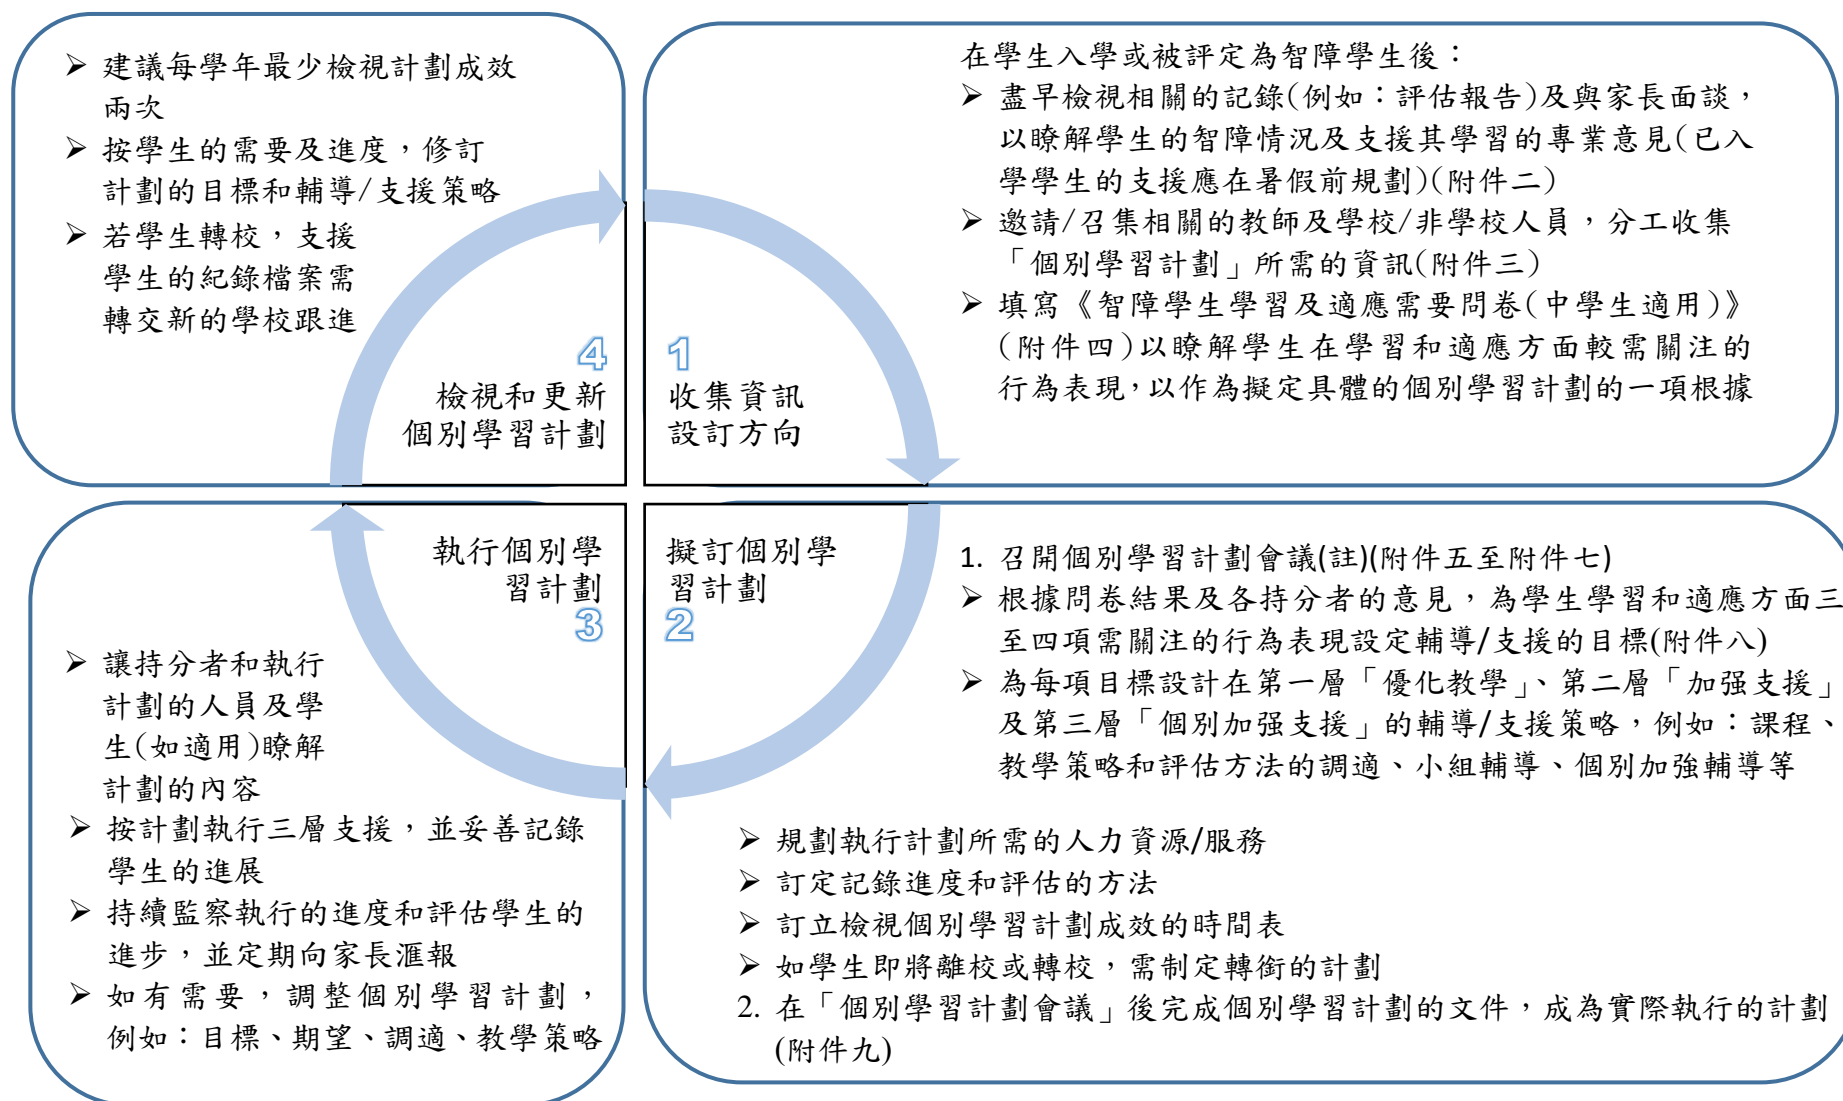 建議每學年最少檢視計劃成效
兩次
按學生的需要及進度，修訂
計劃的目標和輔導/支援策略
若學生轉校，支援
學生的紀錄檔案需
轉交新的學校跟進
4
檢視和更新
個別學習計劃
在學生入學或被評定為智障學生後：
盡早檢視相關的記錄(例如：評估報告)及與家長面談，
以瞭解學生的智障情況及支援其學習的專業意見(已入
學學生的支援應在暑假前規劃)(附件二)
邀請/召集相關的教師及學校/非學校人員，分工收集
「個別學習計劃」所需的資訊(附件三)
填寫《智障學生學習及適應需要問卷(中學生適用)》
(附件四)以瞭解學生在學習和適應方面較需關注的
行為表現，以作為擬定具體的個別學習計劃的一項根據
1
收集資訊
設訂方向
擬訂個別學
習計劃
2
1. 召開個別學習計劃會議(註)(附件五至附件七)
根據問卷結果及各持分者的意見，為學生學習和適應方面三
至四項需關注的行為表現設定輔導/支援的目標(附件八)
為每項目標設計在第一層「優化教學」、第二層「加强支援」
及第三層「個別加强支援」的輔導/支援策略，例如：課程、
教學策略和評估方法的調適、小組輔導、個別加強輔導等
規劃執行計劃所需的人力資源/服務
訂定記錄進度和評估的方法
訂立檢視個別學習計劃成效的時間表
如學生即將離校或轉校，需制定轉銜的計劃
2. 在「個別學習計劃會議」後完成個別學習計劃的文件，成為實際執行的計劃
(附件九)
執行個別學
習計劃
3
讓持分者和執行
計劃的人員及學
生(如適用)瞭解
計劃的內容
按計劃執行三層支援，並妥善記錄
學生的進展
持續監察執行的進度和評估學生的
進步，並定期向家長滙報
如有需要，調整個別學習計劃，
例如：目標、期望、調適、教學策略